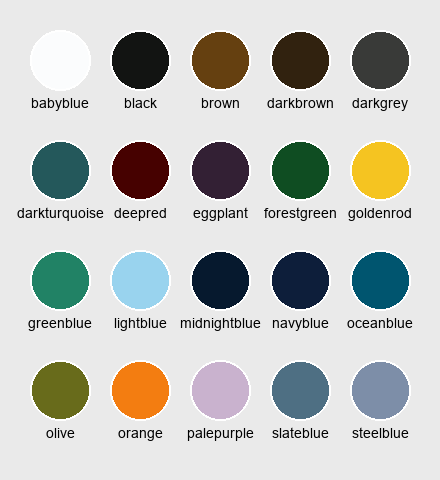 babyblue black brown darkbrown darkgrey
darkturquoise deepred eggplant forestgreen goldenrod
greenblue lightblue midnightblue navyblue oceanblue
olive orange palepurple slateblue steelblue